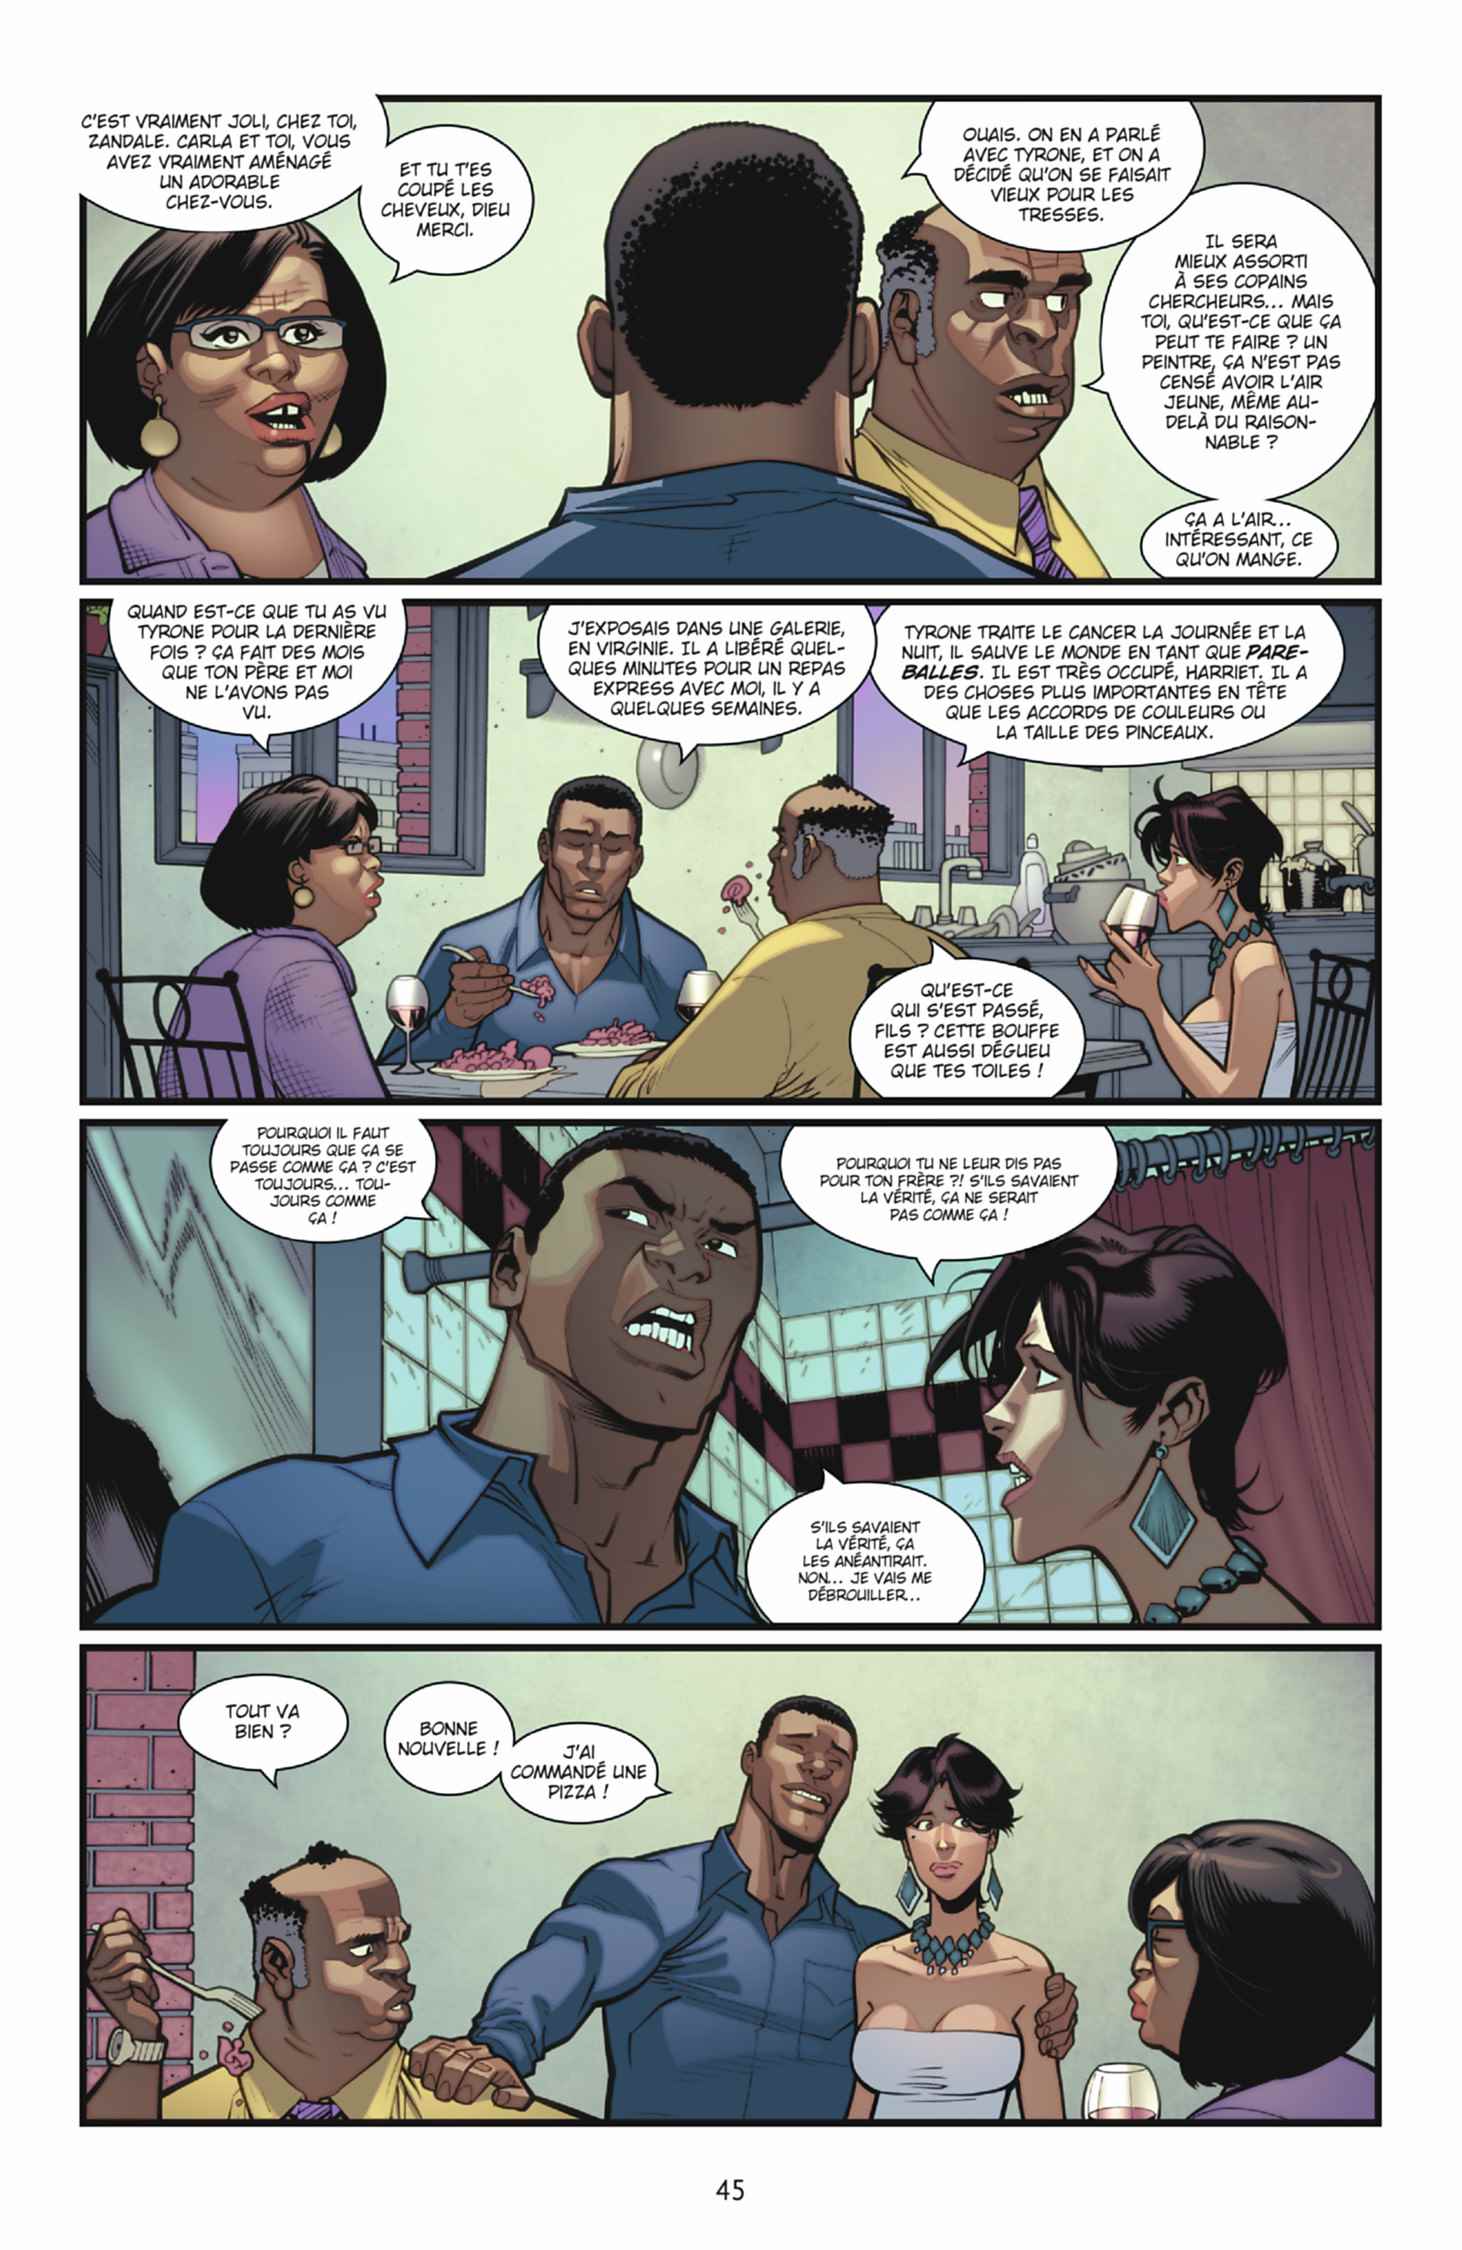 C'EST VRAIMENT JOLI, CHEZ TOI,
ZANDALE. CARLA ET TOI, VOUS
AVEZ VRAIMENT AMÉNAGÉ
UN ADORABLE
CHEZ-VOUS.
ET TU T'ES
COUPÉ LES
CHEVEUX, DIEU
MERCI.
OUAIS. ON EN A PARLÉ
AVEC TYRONE, ET ON A
DÉCIDÉ QU'ON SE FAISAIT
VIEUX POUR LES
TRESSES.
IL SERA
MIEUX ASSORTI
À SES COPAINS
CHERCHEURS... MAIS
TOI, QU'EST-CE QUE ÇA
PEUT TE FAIRE ? UN
PEINTRE, ÇA N'EST PAS
CENSÉ AVOIR L'AIR
JEUNE, MÊME AU-
DELÀ DU RAISON-
NABLE ?
ÇA A L'AIR...
INTÉRESSANT, CE
QU'ON MANGE.
QUAND EST-CE QUE TU AS VU
TYRONE POUR LA DERNIÈRE
FOIS ? ÇA FAIT DES MOIS
QUE TON PÈRE ET MOI
NE L'AVONS PAS
VU.
J'EXPOSAIS DANS UNE GALERIE,
EN VIRGINIE. IL A LIBÉRÉ QUEL-
QUES MINUTES POUR UN REPAS
EXPRESS AVEC MOI, IL Y A
QUELQUES SEMAINES.
TYRONE TRAITE LE CANCER LA JOURNÉE ET LA
NUIT, IL SAUVE LE MONDE EN TANT QUE PARE-
BALLES. IL EST TRÈS OCCUPÉ, HARRIET. IL A
DES CHOSES PLUS IMPORTANTES EN TÊTE
QUE LES ACCORDS DE COULEURS OU
LA TAILLE DES PINCEAUX.
QU'EST-CE
QUI S'EST PASSÉ,
FILS ? CETTE BOUFFE
EST AUSSI DÉGUEU
QUE TES TOILES !
POURQUOI IL FAUT
TOUJOURS QUE ÇA SE
PASSE COMME ÇA ? C'EST
TOUJOURS... TOU-
JOURS COMME
ÇA !
POURQUOI TU NE LEUR DIS PAS
POUR TON FRÈRE ?! S'ILS SAVAIENT
LA VÉRITÉ, ÇA NE SERAIT
PAS COMME ÇA !
S'ILS SAVAIENT
LA VÉRITÉ, ÇA
LES ANÉANTIRAIT.
NON... JE VAIS ME
DÉBROUILLER...
TOUT VA
BIEN ?
BONNE
NOUVELLE !
J'AI
COMMANDÉ UNE
PIZZA !
45